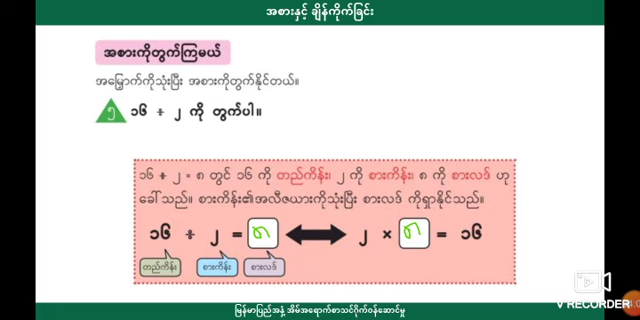 အစားနှင့် ချိန်ကိုက်ခြင်း
အစားကိုတွက်ကြမယ်
အမြှောက်ကိုသုံးပြီး အစားကိုတွက်နိုင်တယ်။
၅ ၁၆ ÷ ၂ ကို တွက်ပါ။
၁၆ ÷ ၂ = ၈ တွင် ၁၆ ကို တည်ကိန်း၊ ၂ ကို စားကိန်း၊ ၈ ကို စားလဒ် ဟု
ခေါ်သည်။ စားကိန်း၏အလီဇယားကိုသုံးပြီး စားလဒ် ကိုရှာနိုင်သည်။
၁၆ ÷ ၂ = ၈ ၂ × ၈ = ၁၆
တည်ကိန်း စားကိန်း စားလဒ်
V RECORDER
မြန်မာပြည်အနှံ့ အိမ်အရောက်စာသင်ဂိုက်ဝန်ဆောင်မှု